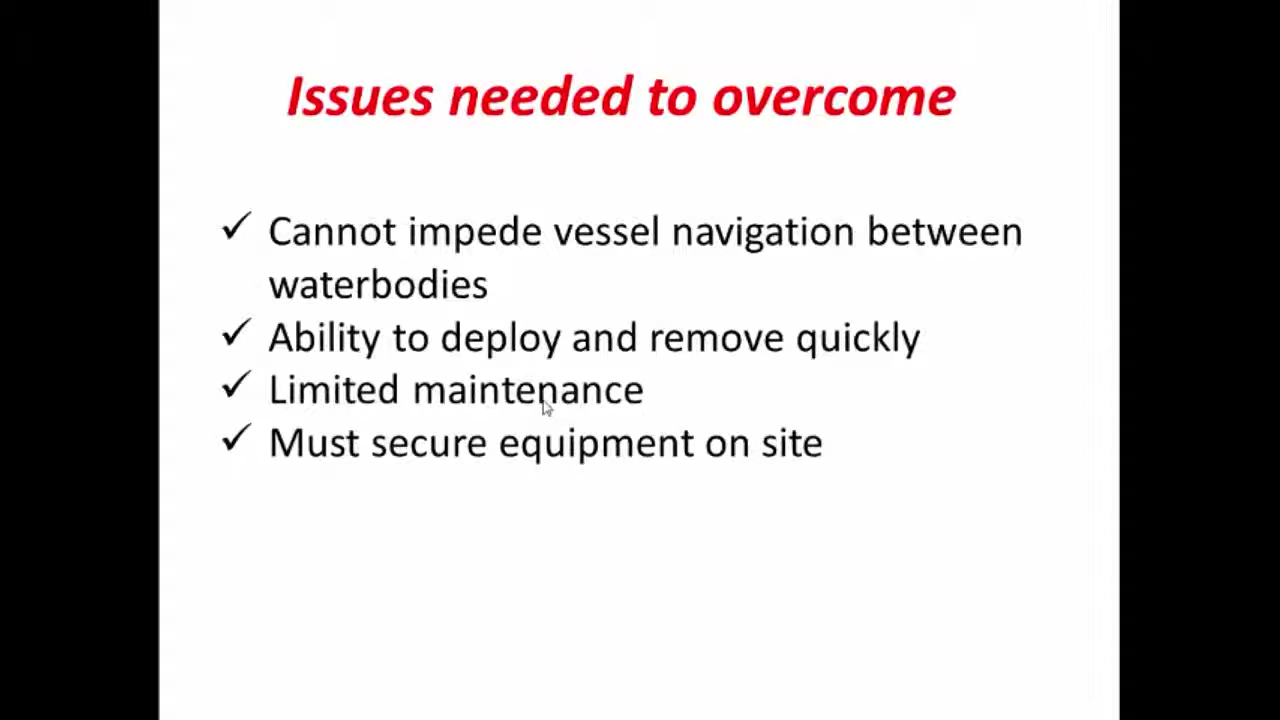 Issues needed to overcome
✓ Cannot impede vessel navigation between
waterbodies
✓ Ability to deploy and remove quickly
✓ Limited maintenance
✓ Must secure equipment on site